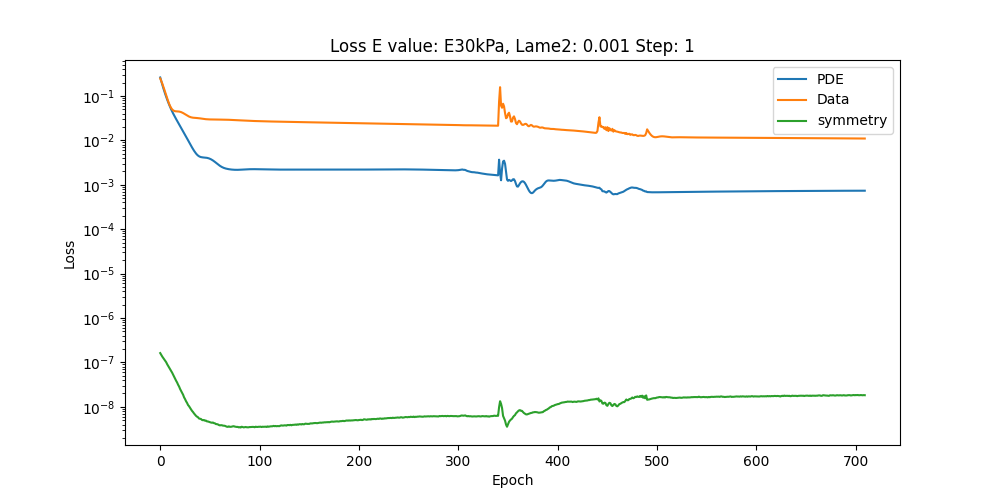 Loss E value: E30kPa, Lame2: 0.001 Step: 1
PDE
Data
symmetry
10⁻¹
10⁻²
10⁻³
10⁻⁴
10⁻⁵
10⁻⁶
10⁻⁷
10⁻⁸
Loss
0 100 200 300 400 500 600 700
Epoch